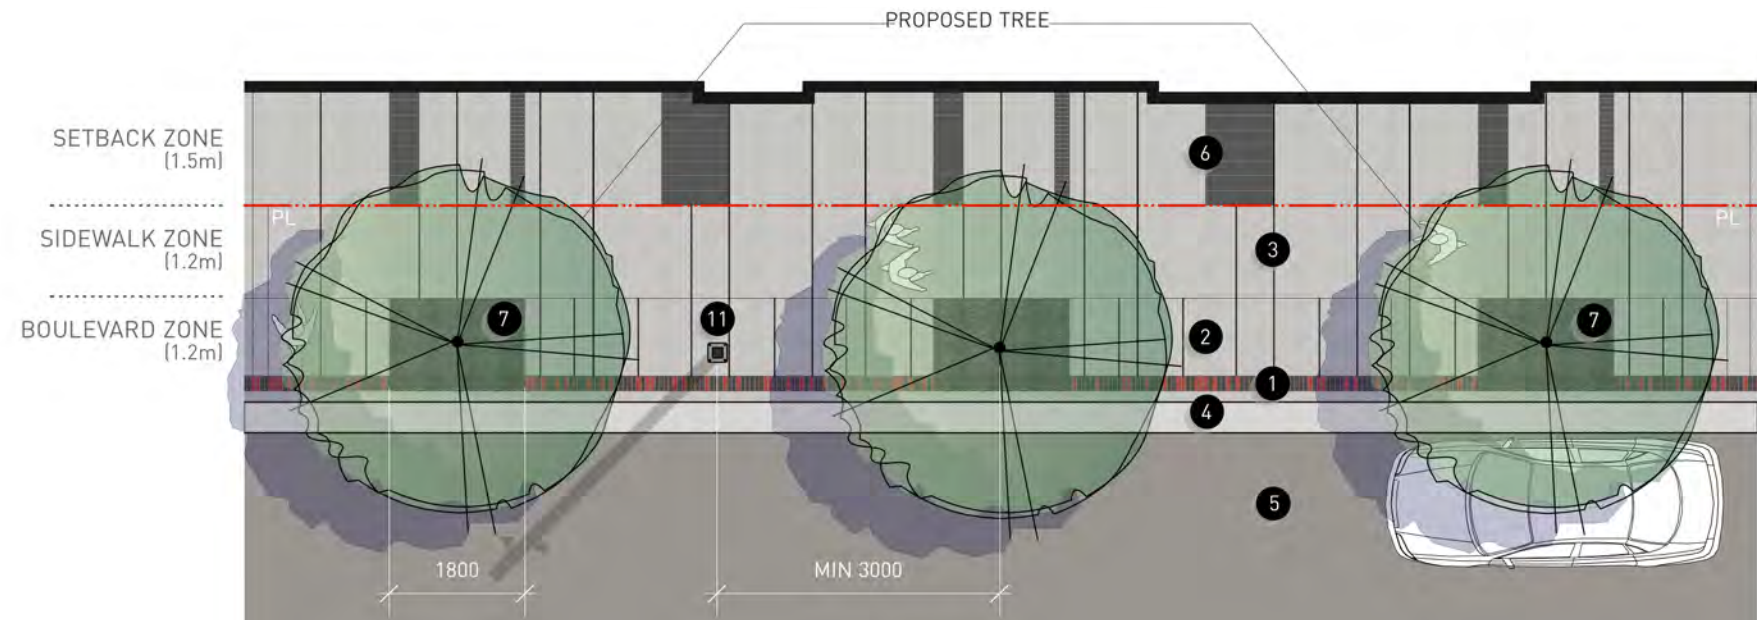 PROPOSED TREE
SETBACK ZONE
(1.5m)
6
PL
PL
SIDEWALK ZONE
(1.2m)
3
BOULEVARD ZONE
(1.2m)
7
11
2
7
1
4
5
1800
MIN 3000